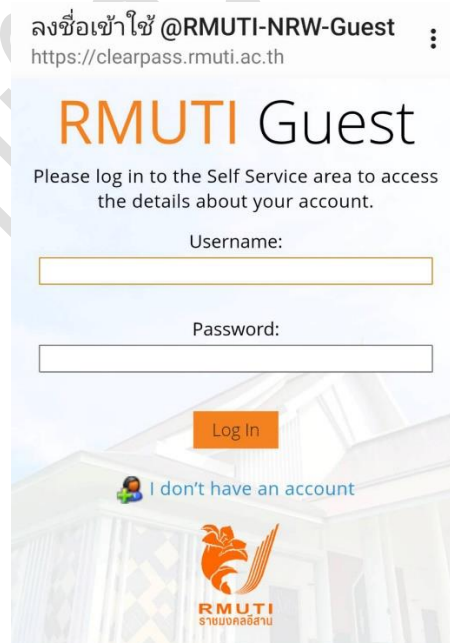 ลงชื่อเข้าใช้ @RMUTI-NRW-Guest
https://clearpass.rmuti.ac.th
RMUTI Guest
Please log in to the Self Service area to access
the details about your account.
Username:
Password:
Log In
I don't have an account
RMUTI
ราชมงคลอีสาน